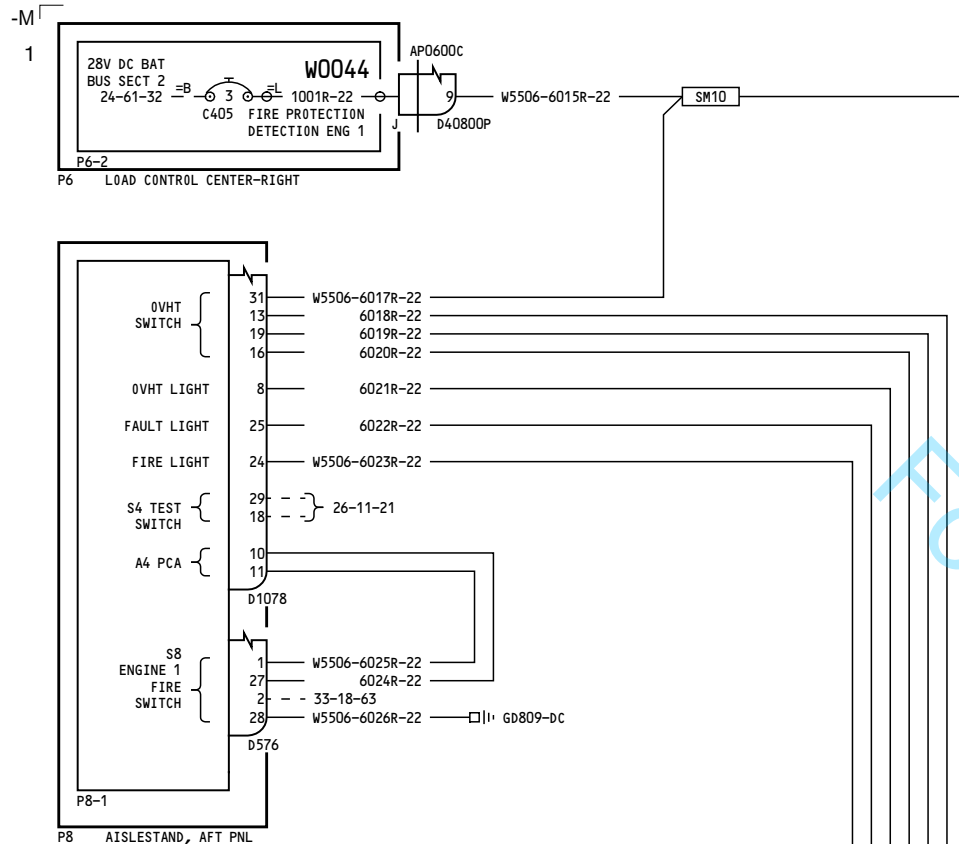 -M
1
28V DC BAT
BUS SECT 2
24-61-32
=B
3
=L
C405
W0044
1001R-22
FIRE PROTECTION
DETECTION ENG 1
P6-2
P6 LOAD CONTROL CENTER-RIGHT
AP0600C
J
9
D40800P
W5506-6015R-22
SM10
OVHT
SWITCH
31 W5506-6017R-22
13 6018R-22
19 6019R-22
16 6020R-22
OVHT LIGHT 8 6021R-22
FAULT LIGHT 25 6022R-22
FIRE LIGHT 24 W5506-6023R-22
S4 TEST
SWITCH
29
18
26-11-21
A4 PCA
10
11
D1078
S8
ENGINE 1
FIRE
SWITCH
1 W5506-6025R-22
27 6024R-22
2 33-18-63
28 W5506-6026R-22 GD809-DC
D576
P8-1
P8 AISLESTAND, AFT PNL